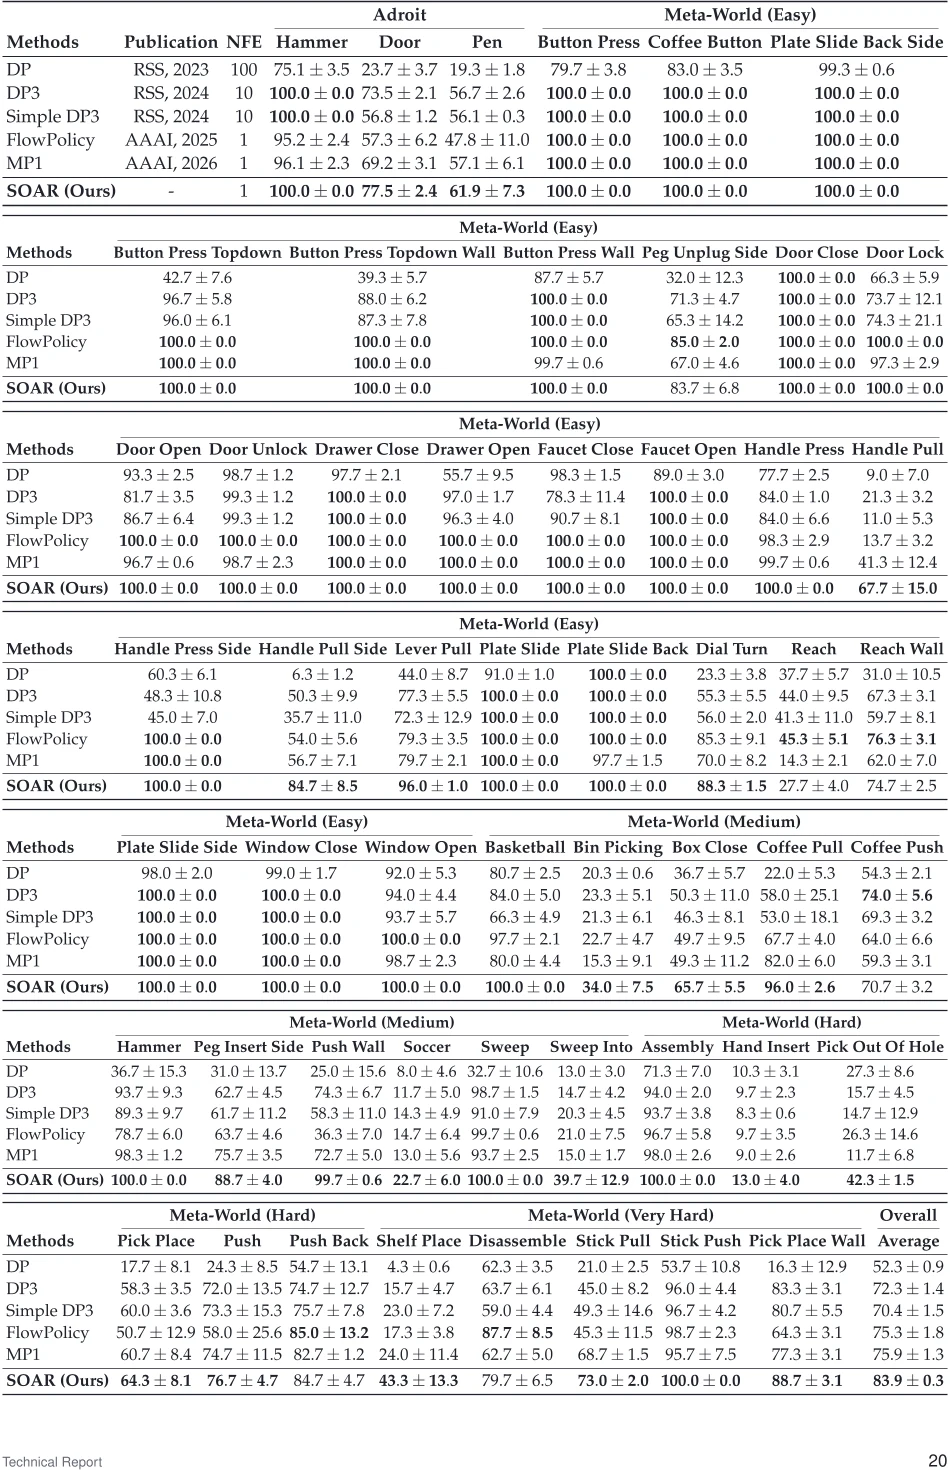 Adroit Meta-World (Easy)
Methods Publication NFE Hammer Door Pen Button Press Coffee Button Plate Slide Back Side
DP RSS, 2023 100 75.1 ± 3.5 23.7 ± 3.7 19.3 ± 1.8 79.7 ± 3.8 83.0 ± 3.5 99.3 ± 0.6
DP3 RSS, 2024 10 100.0 ± 0.0 73.5 ± 2.1 56.7 ± 2.6 100.0 ± 0.0 100.0 ± 0.0 100.0 ± 0.0
Simple DP3 RSS, 2024 10 100.0 ± 0.0 56.8 ± 1.2 56.1 ± 0.3 100.0 ± 0.0 100.0 ± 0.0 100.0 ± 0.0
FlowPolicy AAAI, 2025 1 95.2 ± 2.4 57.3 ± 6.2 47.8 ± 11.0 100.0 ± 0.0 100.0 ± 0.0 100.0 ± 0.0
MP1 AAAI, 2026 1 96.1 ± 2.3 69.2 ± 3.1 57.1 ± 6.1 100.0 ± 0.0 100.0 ± 0.0 100.0 ± 0.0
SOAR (Ours) - 1 100.0 ± 0.0 77.5 ± 2.4 61.9 ± 7.3 100.0 ± 0.0 100.0 ± 0.0 100.0 ± 0.0
Meta-World (Easy)
Methods Button Press Topdown Button Press Topdown Wall Button Press Wall Peg Unplug Side Door Close Door Lock
DP 42.7 ± 7.6 39.3 ± 5.7 87.7 ± 5.7 32.0 ± 12.3 100.0 ± 0.0 66.3 ± 5.9
DP3 96.7 ± 5.8 88.0 ± 6.2 100.0 ± 0.0 71.3 ± 4.7 100.0 ± 0.0 73.7 ± 12.1
Simple DP3 96.0 ± 6.1 87.3 ± 7.8 100.0 ± 0.0 65.3 ± 14.2 100.0 ± 0.0 74.3 ± 21.1
FlowPolicy 100.0 ± 0.0 100.0 ± 0.0 100.0 ± 0.0 85.0 ± 2.0 100.0 ± 0.0 100.0 ± 0.0
MP1 100.0 ± 0.0 100.0 ± 0.0 99.7 ± 0.6 67.0 ± 4.6 100.0 ± 0.0 97.3 ± 2.9
SOAR (Ours) 100.0 ± 0.0 100.0 ± 0.0 100.0 ± 0.0 83.7 ± 6.8 100.0 ± 0.0 100.0 ± 0.0
Meta-World (Easy)
Methods Door Open Door Unlock Drawer Close Drawer Open Faucet Close Faucet Open Handle Press Handle Pull
DP 93.3 ± 2.5 98.7 ± 1.2 97.7 ± 2.1 55.7 ± 9.5 98.3 ± 1.5 89.0 ± 3.0 77.7 ± 2.5 9.0 ± 7.0
DP3 81.7 ± 3.5 99.3 ± 1.2 100.0 ± 0.0 97.0 ± 1.7 78.3 ± 11.4 100.0 ± 0.0 84.0 ± 1.0 21.3 ± 3.2
Simple DP3 86.7 ± 6.4 99.3 ± 1.2 100.0 ± 0.0 96.3 ± 4.0 90.7 ± 8.1 100.0 ± 0.0 84.0 ± 6.6 11.0 ± 5.3
FlowPolicy 100.0 ± 0.0 100.0 ± 0.0 100.0 ± 0.0 100.0 ± 0.0 100.0 ± 0.0 100.0 ± 0.0 98.3 ± 2.9 13.7 ± 3.2
MP1 96.7 ± 0.6 98.7 ± 2.3 100.0 ± 0.0 100.0 ± 0.0 100.0 ± 0.0 100.0 ± 0.0 99.7 ± 0.6 41.3 ± 12.4
SOAR (Ours) 100.0 ± 0.0 100.0 ± 0.0 100.0 ± 0.0 100.0 ± 0.0 100.0 ± 0.0 100.0 ± 0.0 100.0 ± 0.0 67.7 ± 15.0
Meta-World (Easy)
Methods Handle Press Side Handle Pull Side Lever Pull Plate Slide Plate Slide Back Dial Turn Reach Reach Wall
DP 60.3 ± 6.1 6.3 ± 1.2 44.0 ± 8.7 91.0 ± 1.0 100.0 ± 0.0 23.3 ± 3.8 37.7 ± 5.7 31.0 ± 10.5
DP3 48.3 ± 10.8 50.3 ± 9.9 77.3 ± 5.5 100.0 ± 0.0 100.0 ± 0.0 55.3 ± 5.5 44.0 ± 9.5 67.3 ± 3.1
Simple DP3 45.0 ± 7.0 35.7 ± 11.0 72.3 ± 12.9 100.0 ± 0.0 100.0 ± 0.0 56.0 ± 2.0 41.3 ± 11.0 59.7 ± 8.1
FlowPolicy 100.0 ± 0.0 54.0 ± 5.6 79.3 ± 3.5 100.0 ± 0.0 100.0 ± 0.0 85.3 ± 9.1 45.3 ± 5.1 76.3 ± 3.1
MP1 100.0 ± 0.0 56.7 ± 7.1 79.7 ± 2.1 100.0 ± 0.0 97.7 ± 1.5 70.0 ± 8.2 14.3 ± 2.1 62.0 ± 7.0
SOAR (Ours) 100.0 ± 0.0 84.7 ± 8.5 96.0 ± 1.0 100.0 ± 0.0 100.0 ± 0.0 88.3 ± 1.5 27.7 ± 4.0 74.7 ± 2.5
Meta-World (Easy) Meta-World (Medium)
Methods Plate Slide Side Window Close Window Open Basketball Bin Picking Box Close Coffee Pull Coffee Push
DP 98.0 ± 2.0 99.0 ± 1.7 92.0 ± 5.3 80.7 ± 2.5 20.3 ± 0.6 36.7 ± 5.7 22.0 ± 5.3 54.3 ± 2.1
DP3 100.0 ± 0.0 100.0 ± 0.0 94.0 ± 4.4 84.0 ± 5.0 23.3 ± 5.1 50.3 ± 11.0 58.0 ± 25.1 74.0 ± 5.6
Simple DP3 100.0 ± 0.0 100.0 ± 0.0 93.7 ± 5.7 66.3 ± 4.9 21.3 ± 6.1 46.3 ± 8.1 53.0 ± 18.1 69.3 ± 3.2
FlowPolicy 100.0 ± 0.0 100.0 ± 0.0 100.0 ± 0.0 97.7 ± 2.1 22.7 ± 4.7 49.7 ± 9.5 67.7 ± 4.0 64.0 ± 6.6
MP1 100.0 ± 0.0 100.0 ± 0.0 98.7 ± 2.3 80.0 ± 4.4 15.3 ± 9.1 49.3 ± 11.2 82.0 ± 6.0 59.3 ± 3.1
SOAR (Ours) 100.0 ± 0.0 100.0 ± 0.0 100.0 ± 0.0 100.0 ± 0.0 34.0 ± 7.5 65.7 ± 5.5 96.0 ± 2.6 70.7 ± 3.2
Meta-World (Medium) Meta-World (Hard)
Methods Hammer Peg Insert Side Push Wall Soccer Sweep Sweep Into Assembly Hand Insert Pick Out Of Hole
DP 36.7 ± 15.3 31.0 ± 13.7 25.0 ± 15.6 8.0 ± 4.6 32.7 ± 10.6 13.0 ± 3.0 71.3 ± 7.0 10.3 ± 3.1 27.3 ± 8.6
DP3 93.7 ± 9.3 62.7 ± 4.5 74.3 ± 6.7 11.7 ± 5.0 98.7 ± 1.5 14.7 ± 4.2 94.0 ± 2.0 9.7 ± 2.3 15.7 ± 4.5
Simple DP3 89.3 ± 9.7 61.7 ± 11.2 58.3 ± 11.0 14.3 ± 4.9 91.0 ± 7.9 20.3 ± 4.5 93.7 ± 3.8 8.3 ± 0.6 14.7 ± 12.9
FlowPolicy 78.7 ± 6.0 63.7 ± 4.6 36.3 ± 7.0 14.7 ± 6.4 99.7 ± 0.6 21.0 ± 7.5 96.7 ± 5.8 9.7 ± 3.5 26.3 ± 14.6
MP1 98.3 ± 1.2 75.7 ± 3.5 72.7 ± 5.0 13.0 ± 5.6 93.7 ± 2.5 15.0 ± 1.7 98.0 ± 2.6 9.0 ± 2.6 11.7 ± 6.8
SOAR (Ours) 100.0 ± 0.0 88.7 ± 4.0 99.7 ± 0.6 22.7 ± 6.0 100.0 ± 0.0 39.7 ± 12.9 100.0 ± 0.0 13.0 ± 4.0 42.3 ± 1.5
Meta-World (Hard) Meta-World (Very Hard) Overall
Methods Pick Place Push Push Back Shelf Place Disassemble Stick Pull Stick Push Pick Place Wall Average
DP 17.7 ± 8.1 24.3 ± 8.5 54.7 ± 13.1 4.3 ± 0.6 62.3 ± 3.5 21.0 ± 2.5 53.7 ± 10.8 16.3 ± 12.9 52.3 ± 0.9
DP3 58.3 ± 3.5 72.0 ± 13.5 74.7 ± 12.7 15.7 ± 4.7 63.7 ± 6.1 45.0 ± 8.2 96.0 ± 4.4 83.3 ± 3.1 72.3 ± 1.4
Simple DP3 60.0 ± 3.6 73.3 ± 15.3 75.7 ± 7.8 23.0 ± 7.2 59.0 ± 4.4 49.3 ± 14.6 96.7 ± 4.2 80.7 ± 5.5 70.4 ± 1.5
FlowPolicy 50.7 ± 12.9 58.0 ± 25.6 85.0 ± 13.2 17.3 ± 3.8 87.7 ± 8.5 45.3 ± 11.5 98.7 ± 2.3 64.3 ± 3.1 75.3 ± 1.8
MP1 60.7 ± 8.4 74.7 ± 11.5 82.7 ± 1.2 24.0 ± 11.4 62.7 ± 5.0 68.7 ± 1.5 95.7 ± 7.5 77.3 ± 3.1 75.9 ± 1.3
SOAR (Ours) 64.3 ± 8.1 76.7 ± 4.7 84.7 ± 4.7 43.3 ± 13.3 79.7 ± 6.5 73.0 ± 2.0 100.0 ± 0.0 88.7 ± 3.1 83.9 ± 0.3
Technical Report 20